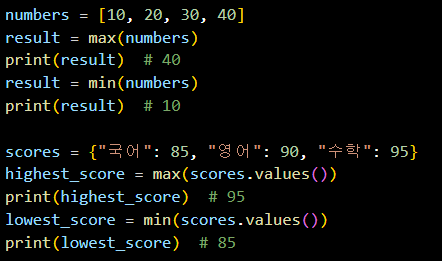 numbers = [10, 20, 30, 40]
result = max(numbers)
print(result)  # 40
result = min(numbers)
print(result)  # 10

scores = {"국어": 85, "영어": 90, "수학": 95}
highest_score = max(scores.values())
print(highest_score)  # 95
lowest_score = min(scores.values())
print(lowest_score)  # 85